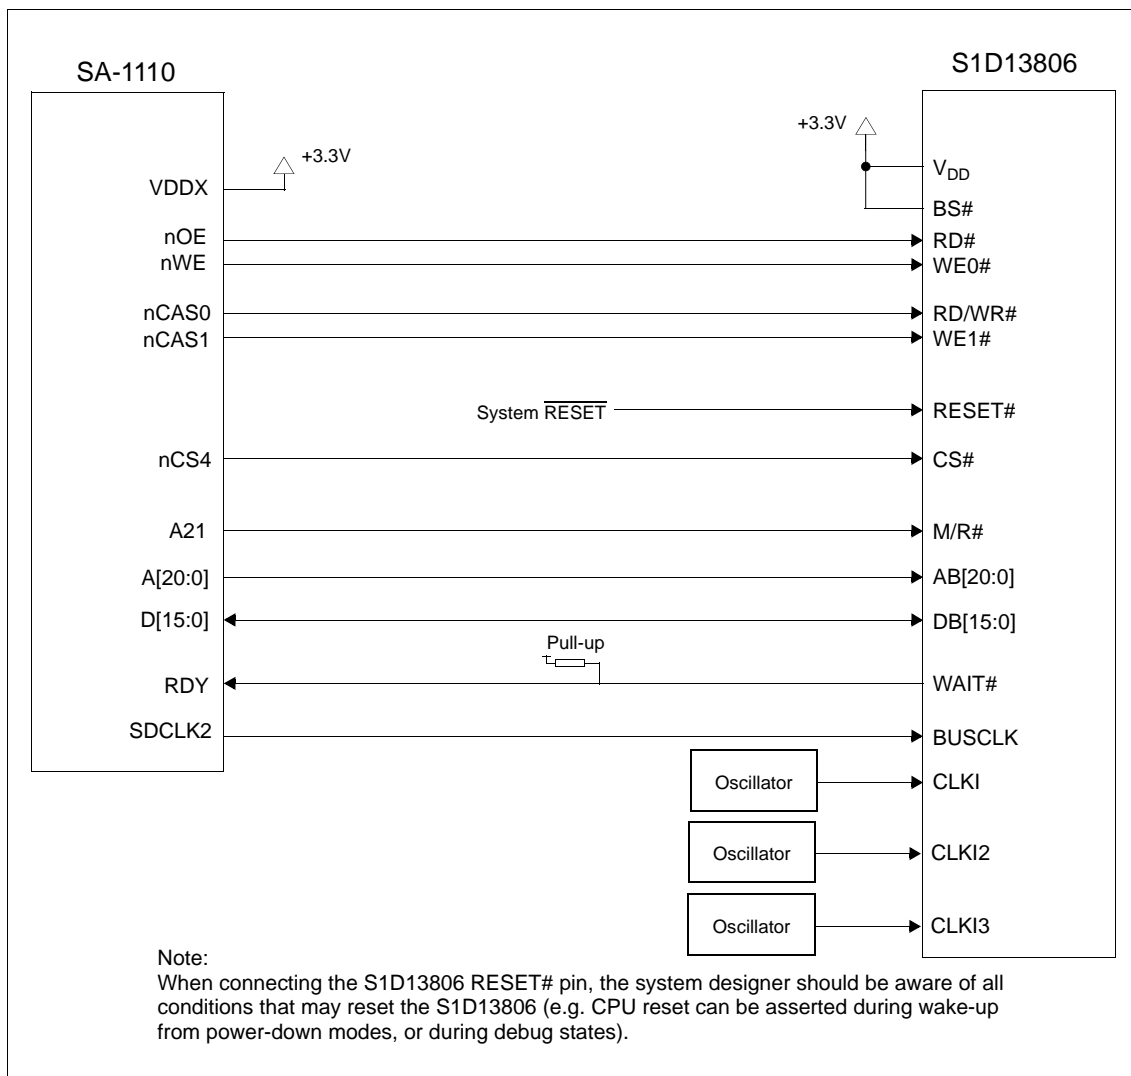 SA-1110
S1D13806
+3.3V
+3.3V
VDDX
VDD
BS#
nOE
RD#
nWE
WE0#
nCAS0
RD/WR#
nCAS1
WE1#
System RESET
RESET#
nCS4
CS#
A21
M/R#
A[20:0]
AB[20:0]
D[15:0]
DB[15:0]
Pull-up
RDY
WAIT#
SDCLK2
BUSCLK
Oscillator
CLKI
Oscillator
CLKI2
Oscillator
CLKI3
Note:
When connecting the S1D13806 RESET# pin, the system designer should be aware of all
conditions that may reset the S1D13806 (e.g. CPU reset can be asserted during wake-up
from power-down modes, or during debug states).